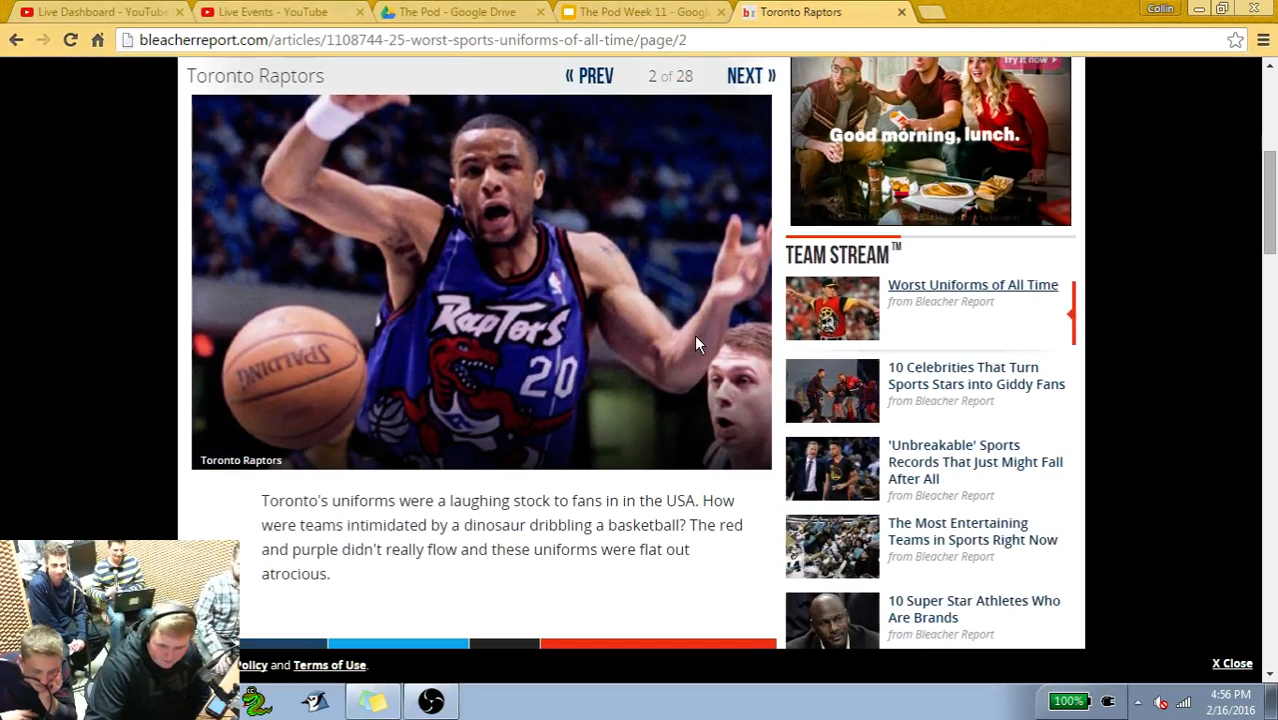 Live Dashboard - YouTube
Live Events - YouTube
The Pod - Google Drive
The Pod Week 11 - Goog
Toronto Raptors
Collin
bleacherreport.com/articles/1108744-25-worst-sports-uniforms-of-all-time/page/2
Toronto Raptors
« PREV
2 of 28
NEXT »
Try it now
Good morning, lunch.
RAPTORS
20
SPALDING
Toronto Raptors
TEAM STREAM™
Worst Uniforms of All Time
from Bleacher Report
10 Celebrities That Turn
Sports Stars into Giddy Fans
from Bleacher Report
'Unbreakable' Sports
Records That Just Might Fall
After All
from Bleacher Report
The Most Entertaining
Teams in Sports Right Now
from Bleacher Report
10 Super Star Athletes Who
Are Brands
from Bleacher Report
Toronto's uniforms were a laughing stock to fans in in the USA. How
were teams intimidated by a dinosaur dribbling a basketball? The red
and purple didn't really flow and these uniforms were flat out
atrocious.
Policy and Terms of Use.
X Close
100%
4:56 PM
2/16/2016